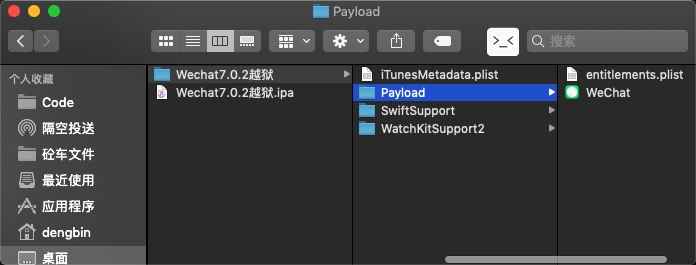 Payload
>_<
搜索
个人收藏
Code
隔空投送
砼车文件
最近使用
应用程序
dengbin
桌面
Wechat7.0.2越狱
Wechat7.0.2越狱.ipa
iTunesMetadata.plist
Payload
SwiftSupport
WatchKitSupport2
entitlements.plist
WeChat